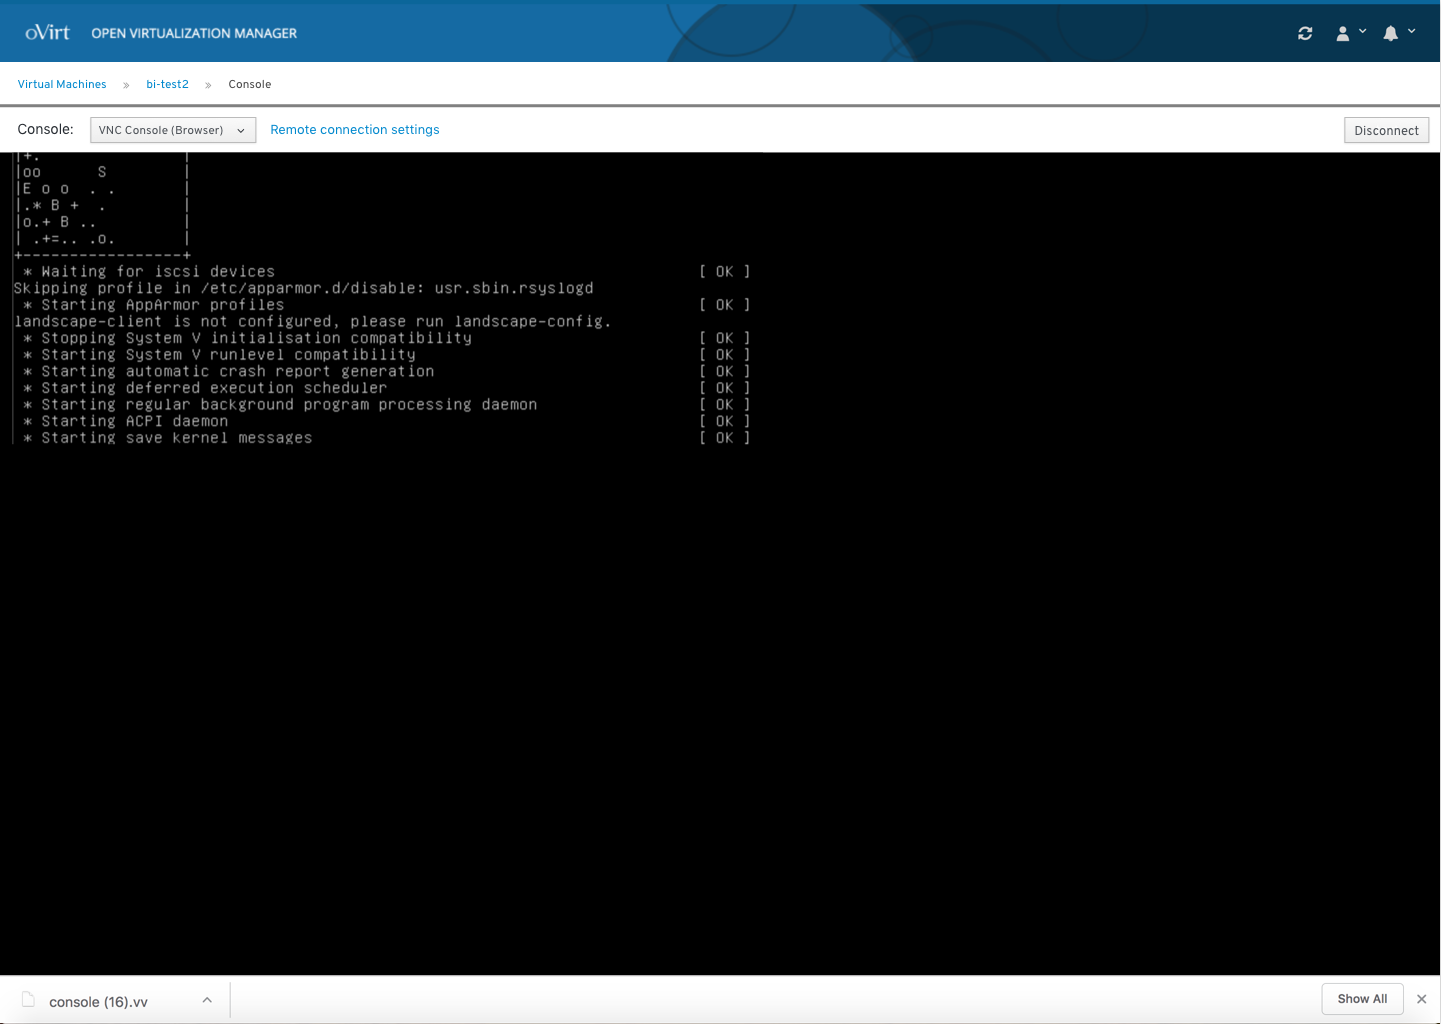 oVirt OPEN VIRTUALIZATION MANAGER
Virtual Machines » bi-test2 » Console
Console: VNC Console (Browser) Remote connection settings Disconnect
|+. |
|oo S |
|E o o . . |
|.* B + . |
|o.+ B .. |
| .+=.. .o. |
+-----------------+
* Waiting for iscsi devices [ OK ]
Skipping profile in /etc/apparmor.d/disable: usr.sbin.rsyslogd
* Starting AppArmor profiles [ OK ]
landscape-client is not configured, please run landscape-config.
* Stopping System V initialisation compatibility [ OK ]
* Starting System V runlevel compatibility [ OK ]
* Starting automatic crash report generation [ OK ]
* Starting deferred execution scheduler [ OK ]
* Starting regular background program processing daemon [ OK ]
* Starting ACPI daemon [ OK ]
* Starting save kernel messages [ OK ]
console (16).vv Show All